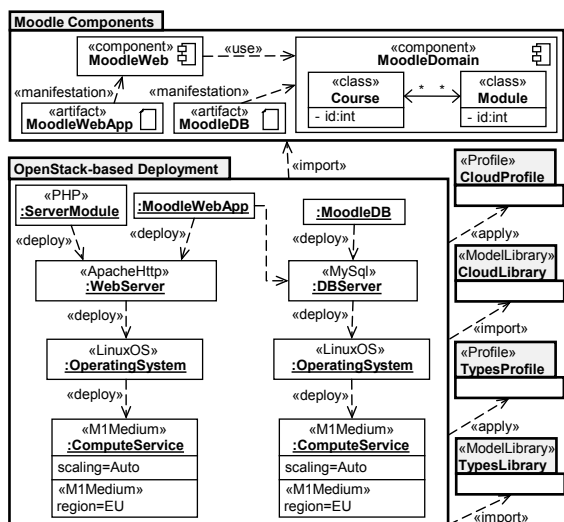 Moodle Components
«component»
MoodleWeb
«use»
«component»
MoodleDomain
«manifestation»
«manifestation»
«artifact»
MoodleWebApp
«artifact»
MoodleDB
«class»
Course
- id:int
* *
«class»
Module
- id:int
OpenStack-based Deployment
«import»
«PHP»
:ServerModule
:MoodleWebApp
:MoodleDB
«deploy»
«deploy»
«deploy»
«ApacheHttp»
:WebServer
«MySql»
:DBServer
«deploy»
«deploy»
«LinuxOS»
:OperatingSystem
«LinuxOS»
:OperatingSystem
«deploy»
«deploy»
«M1Medium»
:ComputeService
scaling=Auto
«M1Medium»
region=EU
«M1Medium»
:ComputeService
scaling=Auto
«M1Medium»
region=EU
«Profile»
CloudProfile
«apply»
«ModelLibrary»
CloudLibrary
«import»
«Profile»
TypesProfile
«apply»
«ModelLibrary»
TypesLibrary
«import»